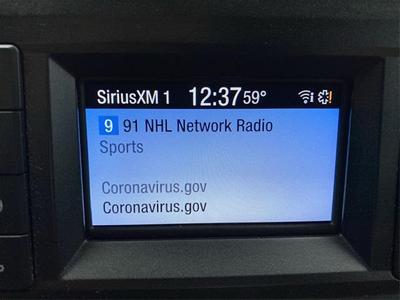 SiriusXM 1 12:37 59°
9 91 NHL Network Radio
Sports
Coronavirus.gov
Coronavirus.gov